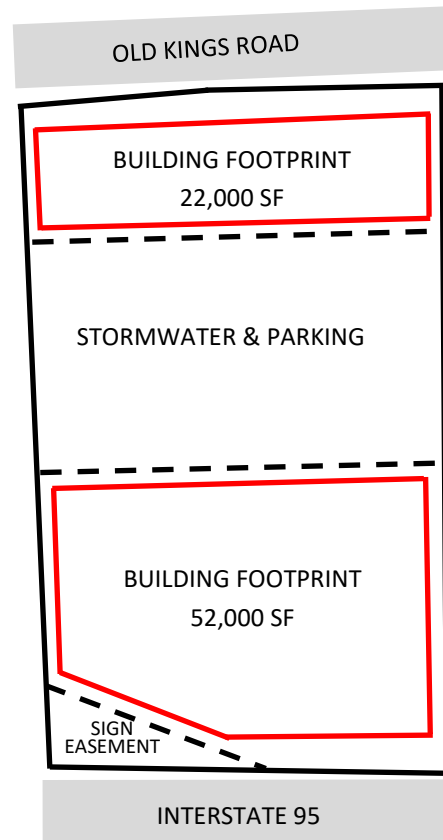 OLD KINGS ROAD
BUILDING FOOTPRINT
22,000 SF
STORMWATER & PARKING
BUILDING FOOTPRINT
52,000 SF
SIGN
EASEMENT
INTERSTATE 95